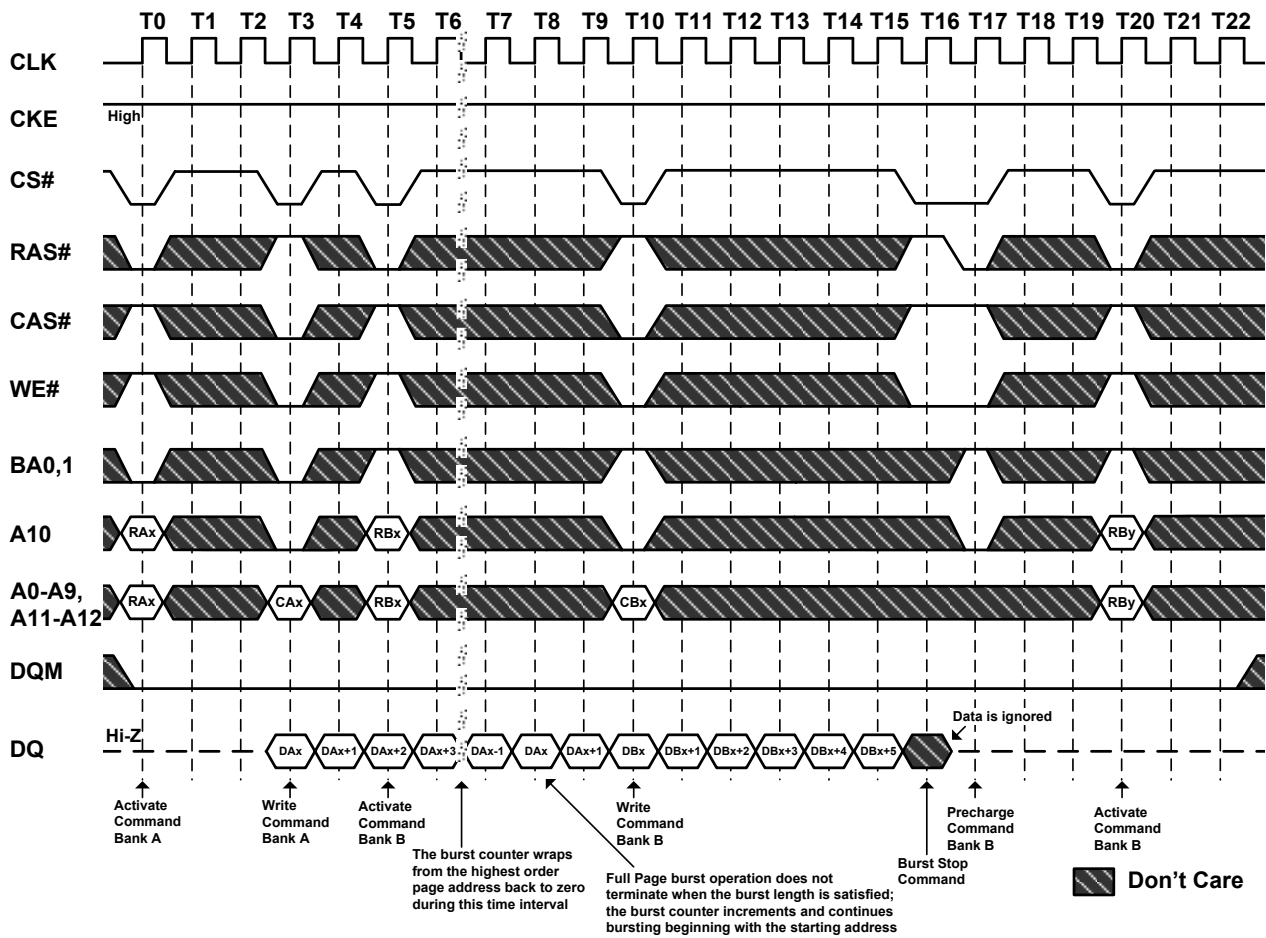 T0 T1 T2 T3 T4 T5 T6 T7 T8 T9 T10 T11 T12 T13 T14 T15 T16 T17 T18 T19 T20 T21 T22
CLK
CKE
High
CS#
RAS#
CAS#
WE#
BA0,1
A10
RAx RBx RBy
A0-A9,
A11-A12
RAx CAx RBx CBx RBy
DQM
DQ
Hi-Z
DAx DAx+1 DAx+2 DAx+3 DAx-1 DAx DAx+1 DBx DBx+1 DBx+2 DBx+3 DBx+4 DBx+5
Data is ignored
Activate
Command
Bank A
Write
Command
Bank A
Activate
Command
Bank B
The burst counter wraps
from the highest order
page address back to zero
during this time interval
Full Page burst operation does not
terminate when the burst length is satisfied;
the burst counter increments and continues
bursting beginning with the starting address
Write
Command
Bank B
Burst Stop
Command
Precharge
Command
Bank B
Activate
Command
Bank B
Don't Care